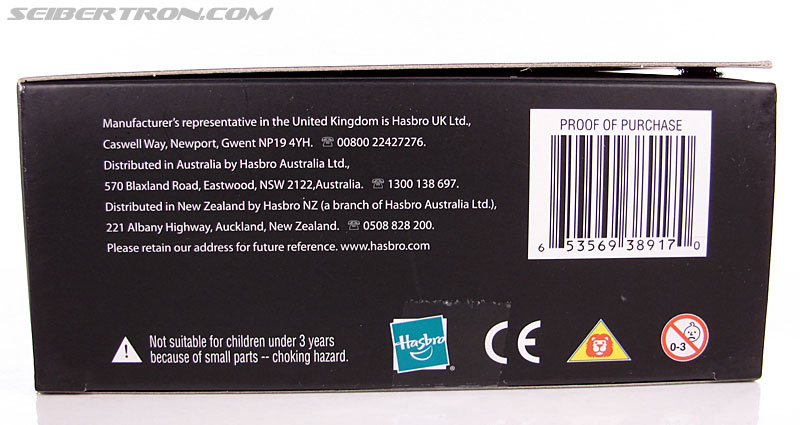 SEIBERTRON.COM
Manufacturer's representative in the United Kingdom is Hasbro UK Ltd.,
Caswell Way, Newport, Gwent NP19 4YH. ☏ 00800 22427276.
Distributed in Australia by Hasbro Australia Ltd.,
570 Blaxland Road, Eastwood, NSW 2122,Australia. ☏ 1300 138 697.
Distributed in New Zealand by Hasbro NZ (a branch of Hasbro Australia Ltd.),
221 Albany Highway, Auckland, New Zealand. ☏ 0508 828 200.
Please retain our address for future reference. www.hasbro.com
PROOF OF PURCHASE
6 53569 38917 0
Not suitable for children under 3 years
because of small parts -- choking hazard.
Hasbro
®
CE
0-3